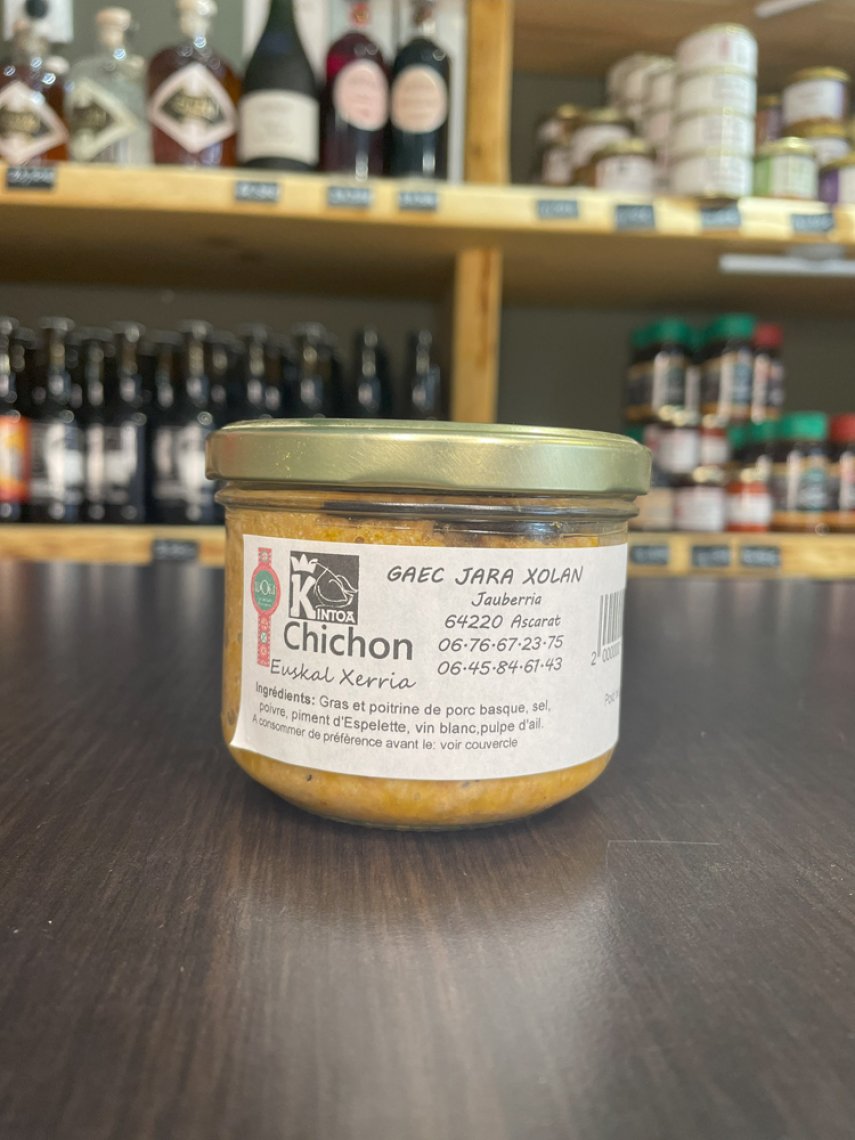 KINTOA
Chichon
Euskal Xerria
GAEC JARA XOLAN
Jauberria
64220 Ascarat
06·76·67·23·75
06·45·84·61·43
Ingrédients: Gras et poitrine de porc basque, sel,
poivre, piment d'Espelette, vin blanc,pulpe d'ail.
A consommer de préférence avant le: voir couvercle